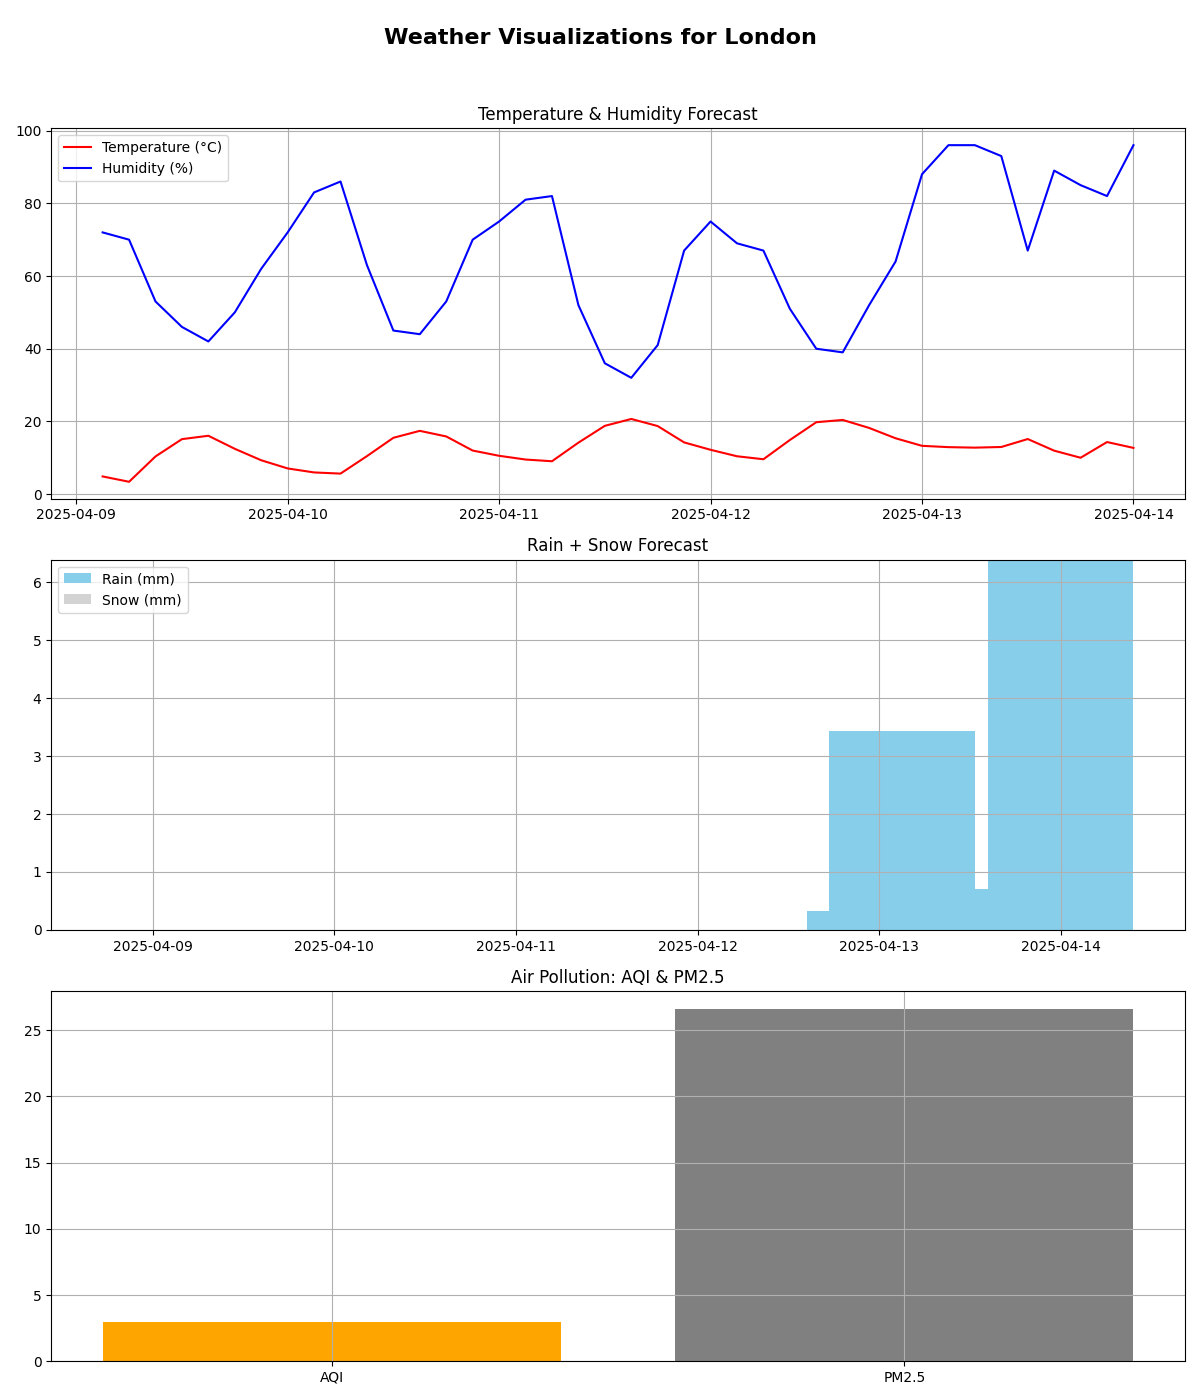 Weather Visualizations for London
Temperature & Humidity Forecast
100
80
60
40
20
0
Temperature (°C)
Humidity (%)
2025-04-09 2025-04-10 2025-04-11 2025-04-12 2025-04-13 2025-04-14
Rain + Snow Forecast
6
5
4
3
2
1
0
Rain (mm)
Snow (mm)
2025-04-09 2025-04-10 2025-04-11 2025-04-12 2025-04-13 2025-04-14
Air Pollution: AQI & PM2.5
25
20
15
10
5
0
AQI PM2.5